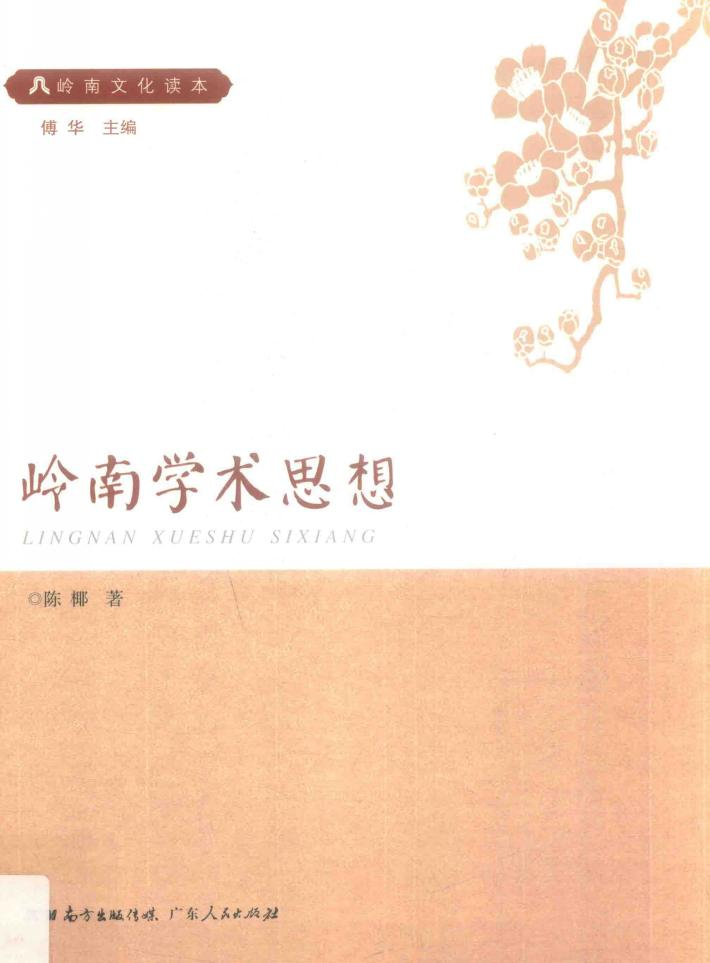 岭南文化读本
傅华 主编
岭南学术思想
LINGNAN XUESHU SIXIANG
◎陈椰 著
南方出版传媒 广东人民出版社